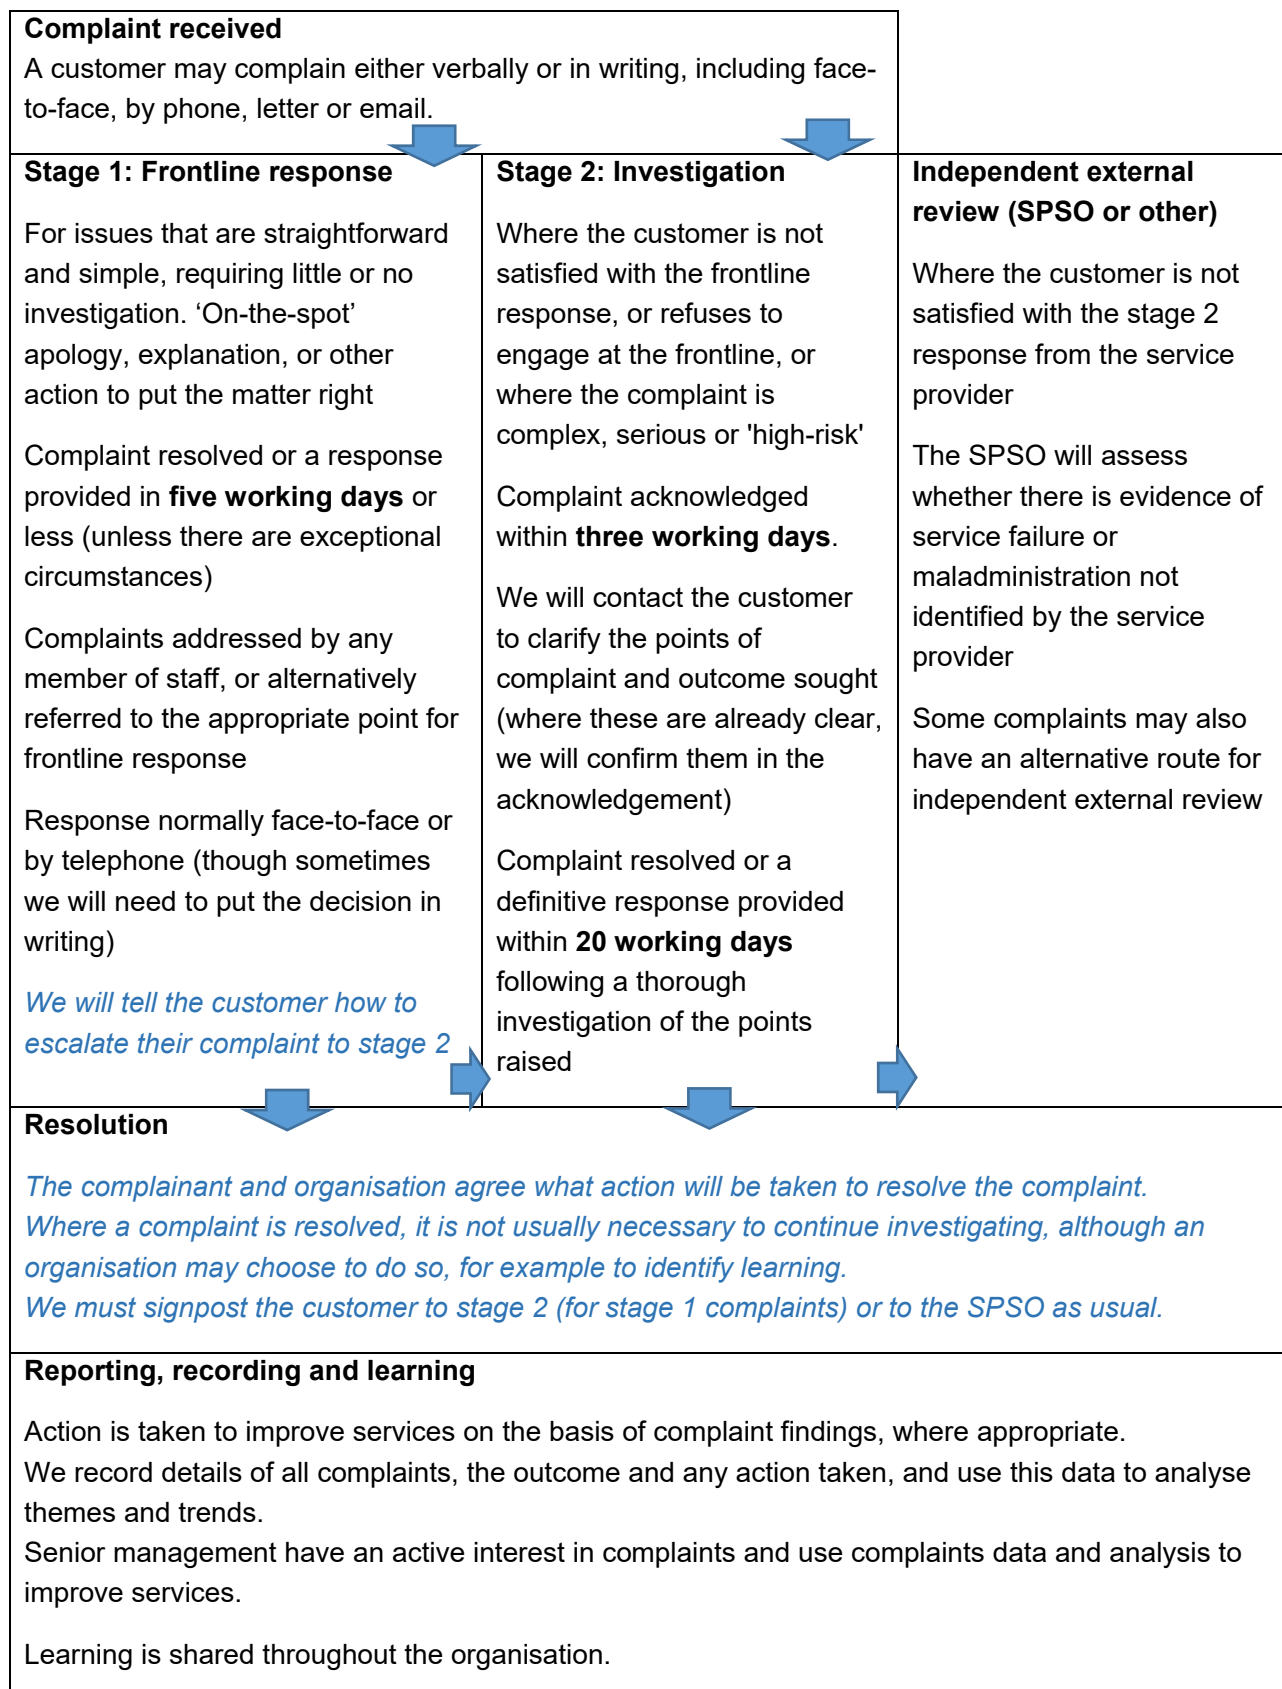 Complaint received
A customer may complain either verbally or in writing, including face-
to-face, by phone, letter or email.
Stage 1: Frontline response
For issues that are straightforward
and simple, requiring little or no
investigation. ‘On-the-spot’
apology, explanation, or other
action to put the matter right
Complaint resolved or a response
provided in five working days or
less (unless there are exceptional
circumstances)
Complaints addressed by any
member of staff, or alternatively
referred to the appropriate point for
frontline response
Response normally face-to-face or
by telephone (though sometimes
we will need to put the decision in
writing)
We will tell the customer how to
escalate their complaint to stage 2
Stage 2: Investigation
Where the customer is not
satisfied with the frontline
response, or refuses to
engage at the frontline, or
where the complaint is
complex, serious or 'high-risk'
Complaint acknowledged
within three working days.
We will contact the customer
to clarify the points of
complaint and outcome sought
(where these are already clear,
we will confirm them in the
acknowledgement)
Complaint resolved or a
definitive response provided
within 20 working days
following a thorough
investigation of the points
raised
Independent external
review (SPSO or other)
Where the customer is not
satisfied with the stage 2
response from the service
provider
The SPSO will assess
whether there is evidence of
service failure or
maladministration not
identified by the service
provider
Some complaints may also
have an alternative route for
independent external review
Resolution
The complainant and organisation agree what action will be taken to resolve the complaint.
Where a complaint is resolved, it is not usually necessary to continue investigating, although an
organisation may choose to do so, for example to identify learning.
We must signpost the customer to stage 2 (for stage 1 complaints) or to the SPSO as usual.
Reporting, recording and learning
Action is taken to improve services on the basis of complaint findings, where appropriate.
We record details of all complaints, the outcome and any action taken, and use this data to analyse
themes and trends.
Senior management have an active interest in complaints and use complaints data and analysis to
improve services.
Learning is shared throughout the organisation.